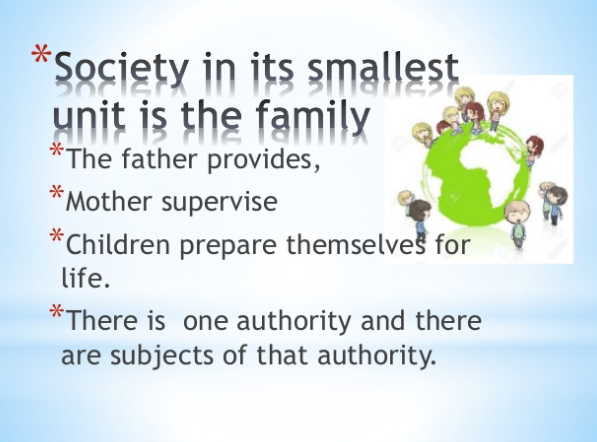 *Society in its smallest
unit is the family
*The father provides,
*Mother supervise
*Children prepare themselves for
life.
*There is one authority and there
are subjects of that authority.